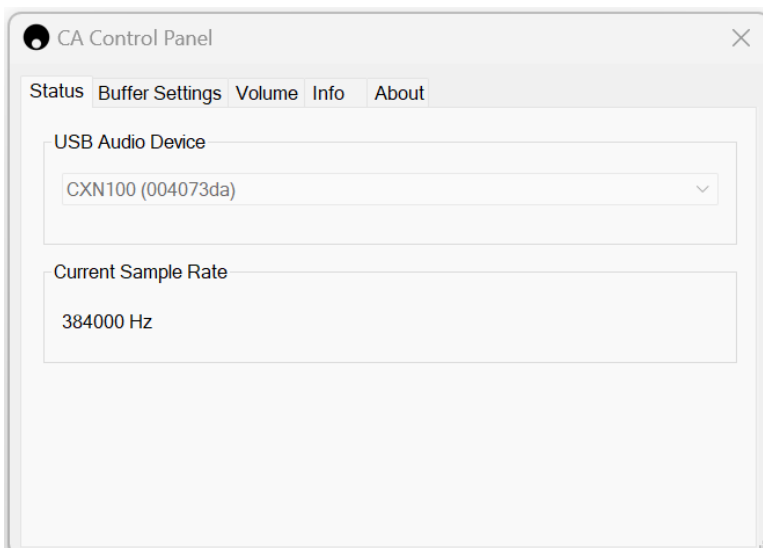 CA Control Panel
Status Buffer Settings Volume Info About
USB Audio Device
CXN100 (004073da)
Current Sample Rate
384000 Hz